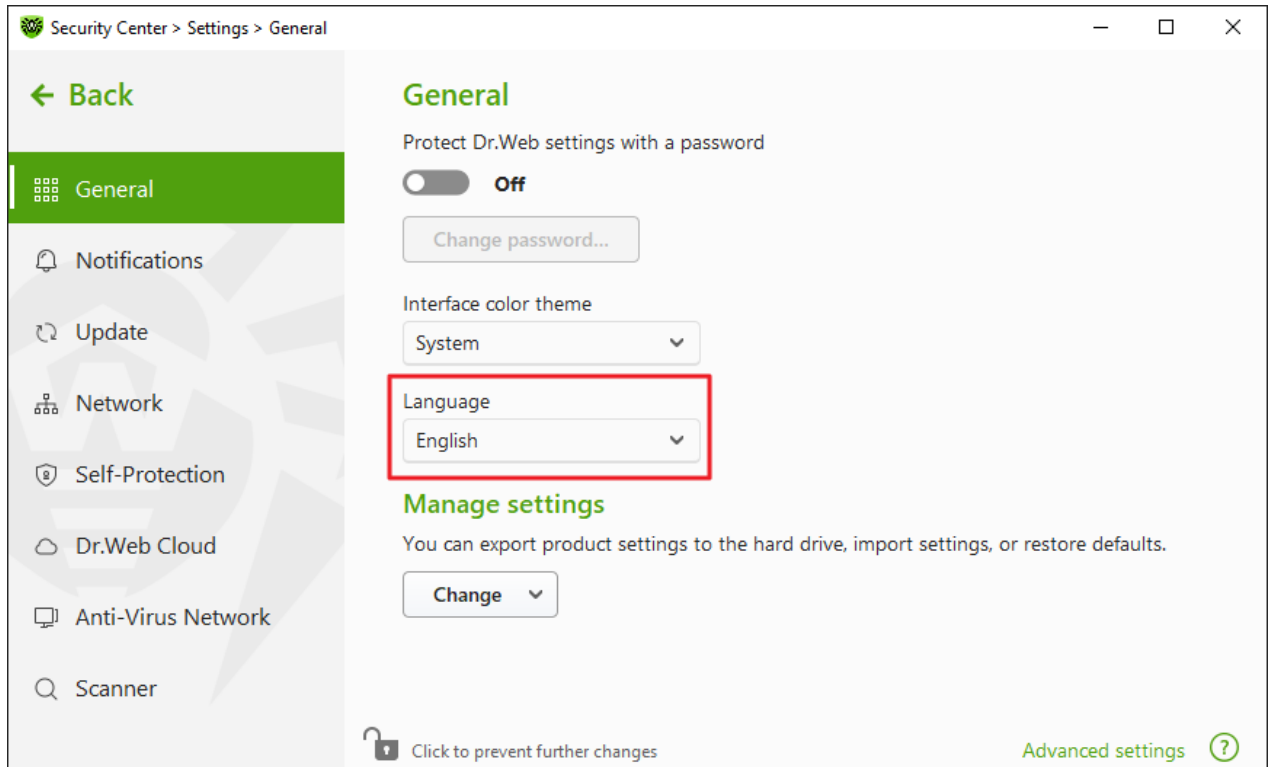 Security Center > Settings > General
Back
General
Notifications
Update
Network
Self-Protection
Dr.Web Cloud
Anti-Virus Network
Scanner
General
Protect Dr.Web settings with a password
Off
Change password...
Interface color theme
System
Language
English
Manage settings
You can export product settings to the hard drive, import settings, or restore defaults.
Change
Click to prevent further changes
Advanced settings
?